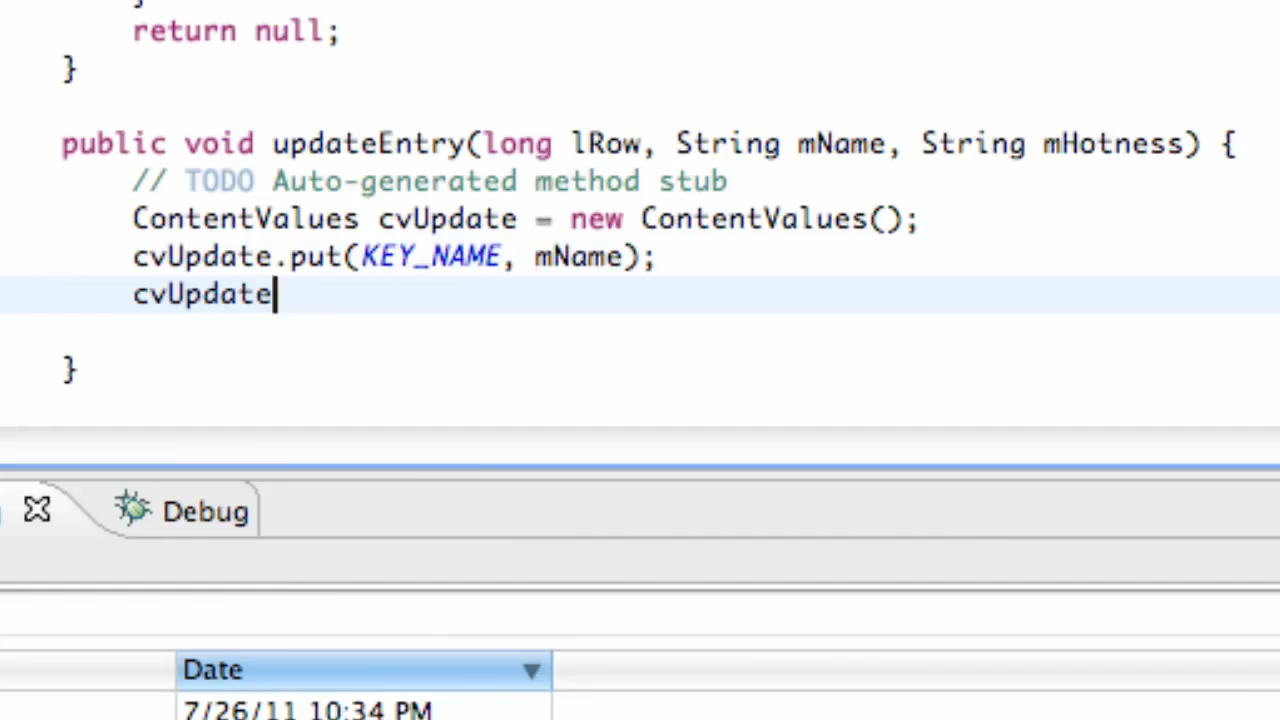 }
return null;
}
public void updateEntry(long lRow, String mName, String mHotness) {
// TODO Auto-generated method stub
ContentValues cvUpdate = new ContentValues();
cvUpdate.put(KEY_NAME, mName);
cvUpdate
}
Debug
Date
7/26/11 10:34 PM